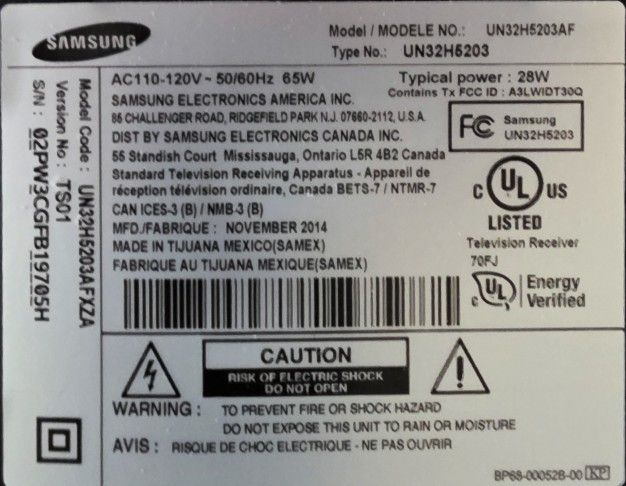 SAMSUNG
Model / MODELE NO.: UN32H5203AF
Type No.: UN32H5203
AC110-120V ~ 50/60Hz 65W
Typical power : 28W
Contains Tx FCC ID : A3LWIDT30Q
SAMSUNG ELECTRONICS AMERICA INC.
85 CHALLENGER ROAD, RIDGEFIELD PARK N.J. 07660-2112, U.S.A.
DIST BY SAMSUNG ELECTRONICS CANADA INC.
55 Standish Court Mississauga, Ontario L5R 4B2 Canada
Standard Television Receiving Apparatus - Appareil de
réception télévision ordinaire, Canada BETS-7 / NTMR-7
CAN ICES-3 (B) / NMB-3 (B)
MFD./FABRIQUE : NOVEMBER 2014
MADE IN TIJUANA MEXICO(SAMEX)
FABRIQUE AU TIJUANA MEXIQUE(SAMEX)
FC Samsung
UN32H5203
C UL US
LISTED
Television Receiver
70FJ
c UL Energy
Verified
Model Code : UN32H5203AFXZA
Version No : TS01
S/N : 02PW3CGFB19705H
CAUTION
RISK OF ELECTRIC SHOCK
DO NOT OPEN
WARNING : TO PREVENT FIRE OR SHOCK HAZARD
DO NOT EXPOSE THIS UNIT TO RAIN OR MOISTURE
AVIS : RISQUE DE CHOC ELECTRIQUE - NE PAS OUVRIR
BP68-00052B-00 KP